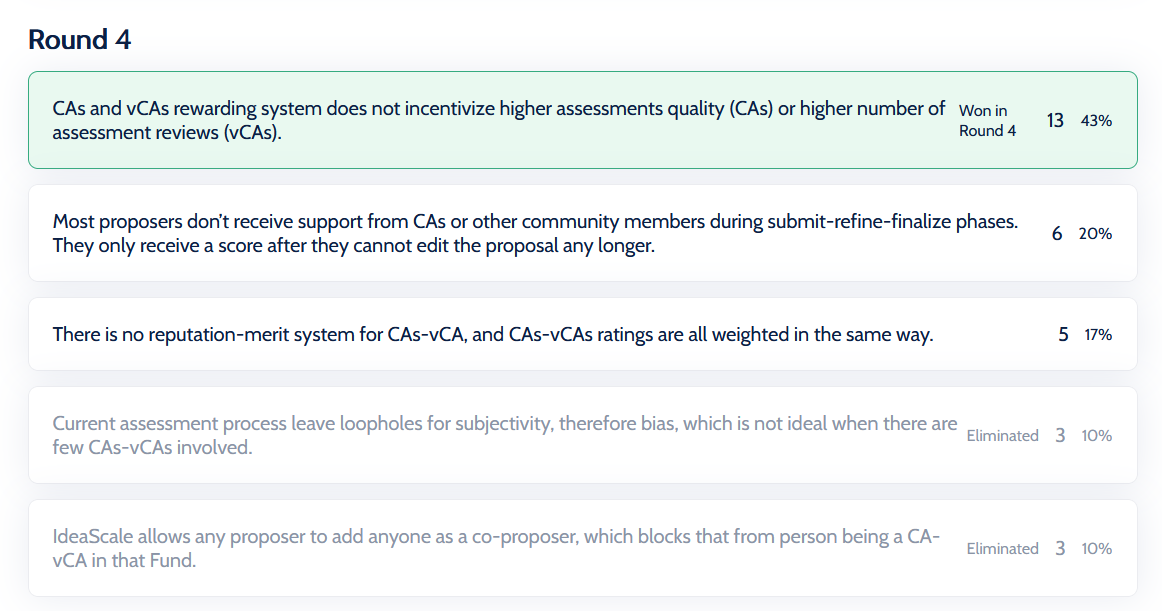 Round 4
CAs and vCAs rewarding system does not incentivize higher assessments quality (CAs) or higher number of
assessment reviews (vCAs).
Won in
Round 4
13
43%
Most proposers don't receive support from CAs or other community members during submit-refine-finalize phases.
They only receive a score after they cannot edit the proposal any longer.
6
20%
There is no reputation-merit system for CAs-vCA, and CAs-vCAs ratings are all weighted in the same way.
5
17%
Current assessment process leave loopholes for subjectivity, therefore bias, which is not ideal when there are
few CAs-vCAs involved.
Eliminated
3
10%
IdeaScale allows any proposer to add anyone as a co-proposer, which blocks that from person being a CA-
vCA in that Fund.
Eliminated
3
10%